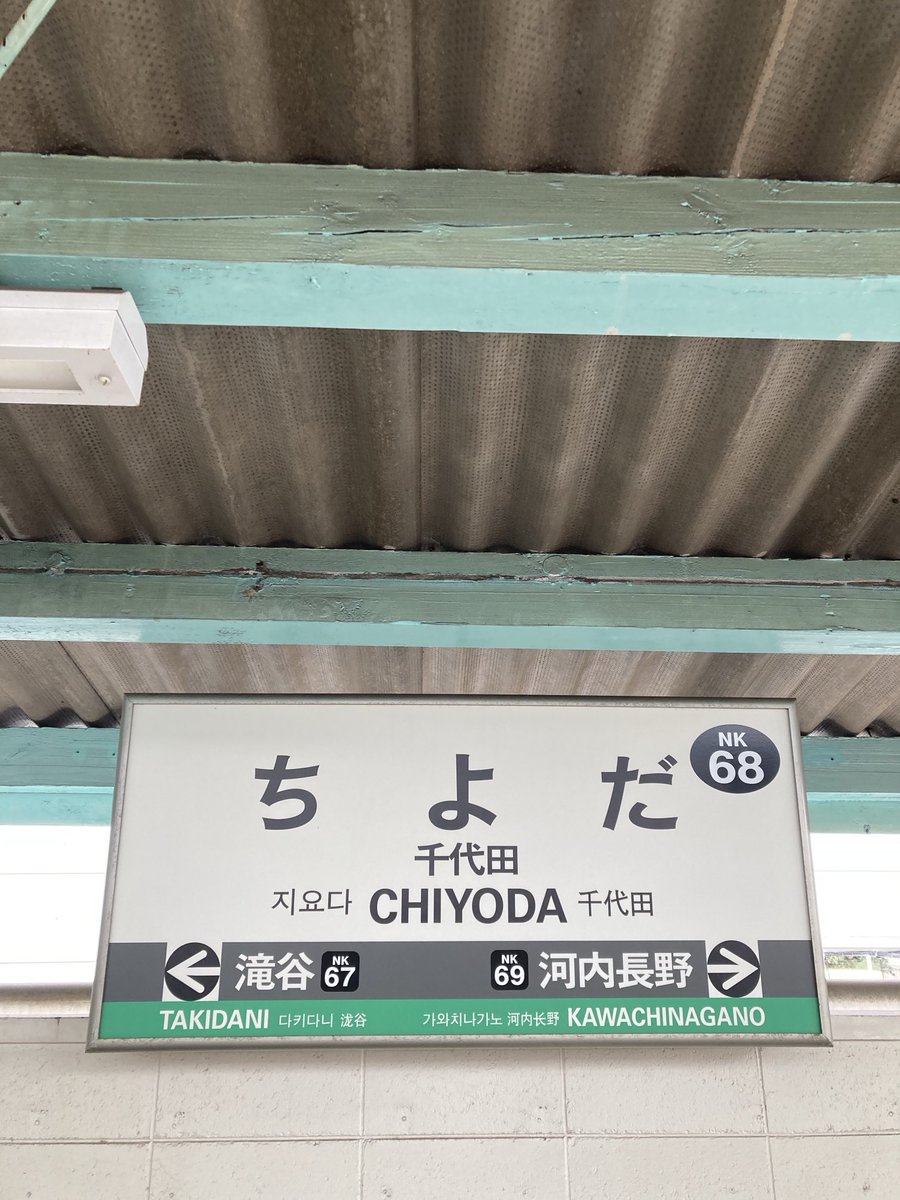 ちよだ
NK
68
千代田
지요다 CHIYODA 千代田
滝谷 NK 67 NK 69 河内長野
TAKIDANI 다키다니 泷谷 가와치나가노 河内长野 KAWACHINAGANO